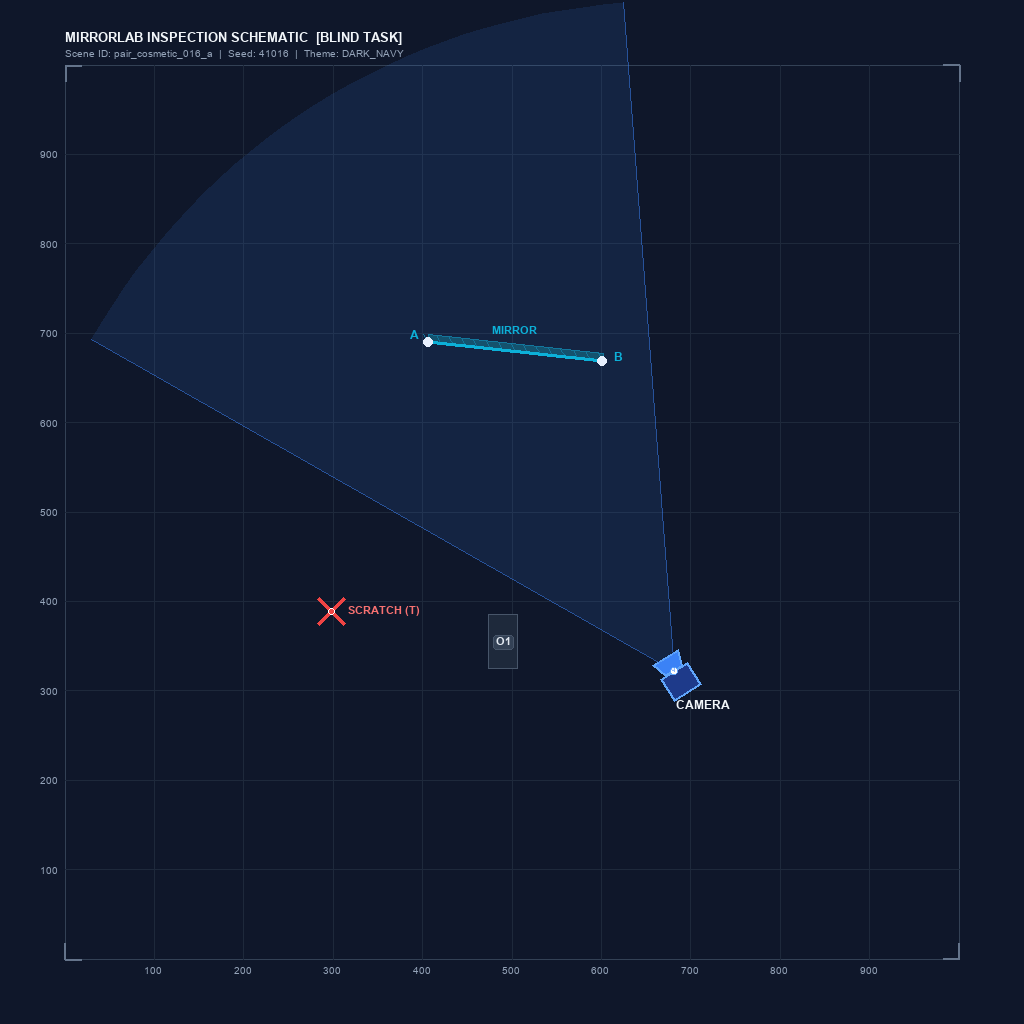 MIRRORLAB INSPECTION SCHEMATIC [BLIND TASK]
Scene ID: pair_cosmetic_016_a | Seed: 41016 | Theme: DARK_NAVY
900
800
MIRROR
A
700
B
600
500
400
SCRATCH (T)
O1
300
CAMERA
200
100
100 200 300 400 500 600 700 800 900